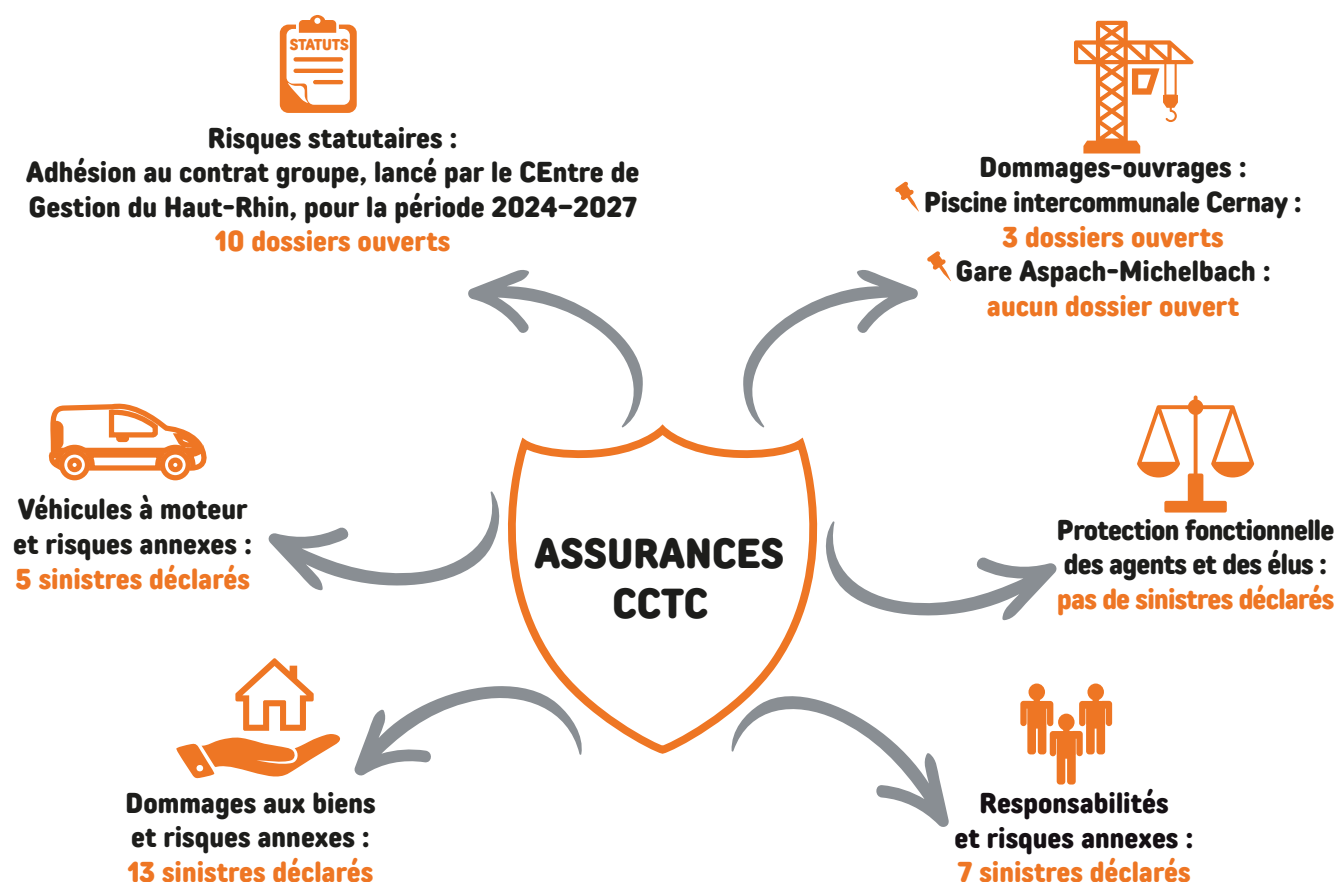 STATUTS
Risques statutaires :
Adhésion au contrat groupe, lancé par le CEntre de
Gestion du Haut-Rhin, pour la période 2024-2027
10 dossiers ouverts
Dommages-ouvrages :
Piscine intercommunale Cernay :
3 dossiers ouverts
Gare Aspach-Michelbach :
aucun dossier ouvert
Véhicules à moteur
et risques annexes :
5 sinistres déclarés
ASSURANCES
CCTC
Protection fonctionnelle
des agents et des élus :
pas de sinistres déclarés
Dommages aux biens
et risques annexes :
13 sinistres déclarés
Responsabilités
et risques annexes :
7 sinistres déclarés